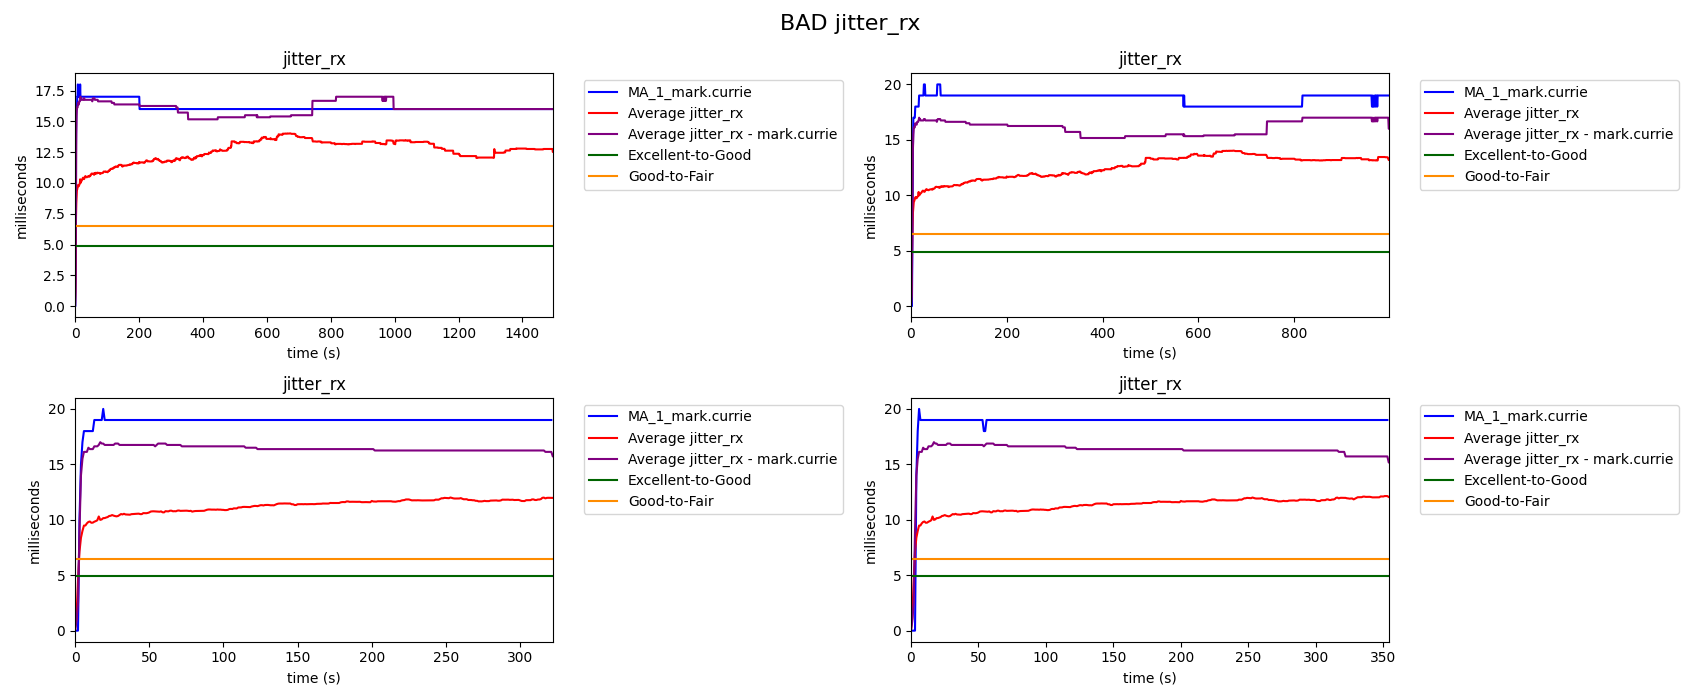 BAD jitter_rx
jitter_rx
milliseconds
17.5
15.0
12.5
10.0
7.5
5.0
2.5
0.0
0 200 400 600 800 1000 1200 1400
time (s)
MA_1_mark.currie
Average jitter_rx
Average jitter_rx - mark.currie
Excellent-to-Good
Good-to-Fair
jitter_rx
milliseconds
20
15
10
5
0
0 200 400 600 800
time (s)
MA_1_mark.currie
Average jitter_rx
Average jitter_rx - mark.currie
Excellent-to-Good
Good-to-Fair
jitter_rx
milliseconds
20
15
10
5
0
0 50 100 150 200 250 300
time (s)
MA_1_mark.currie
Average jitter_rx
Average jitter_rx - mark.currie
Excellent-to-Good
Good-to-Fair
jitter_rx
milliseconds
20
15
10
5
0
0 50 100 150 200 250 300 350
time (s)
MA_1_mark.currie
Average jitter_rx
Average jitter_rx - mark.currie
Excellent-to-Good
Good-to-Fair